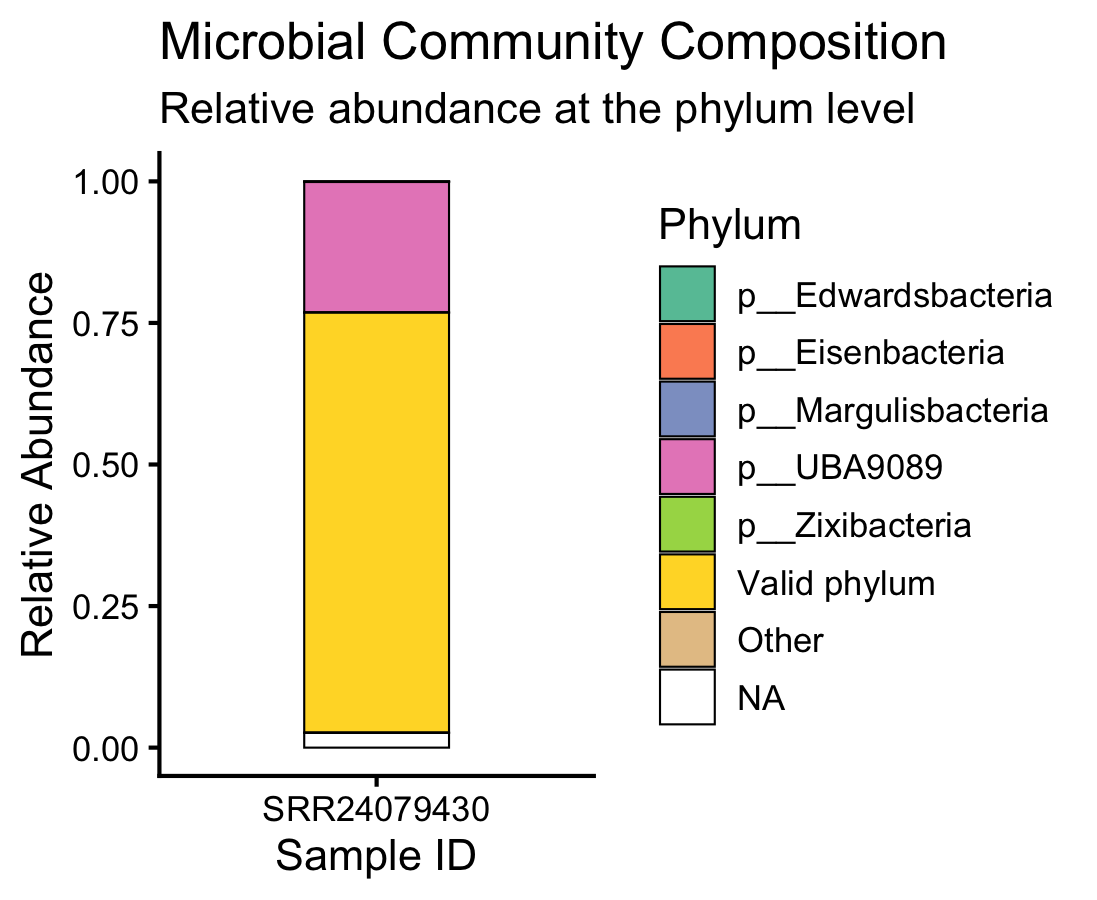 Microbial Community Composition
Relative abundance at the phylum level
Relative Abundance
1.00
0.75
0.50
0.25
0.00
SRR24079430
Sample ID
Phylum
p__Edwardsbacteria
p__Eisenbacteria
p__Margulisbacteria
p__UBA9089
p__Zixibacteria
Valid phylum
Other
NA